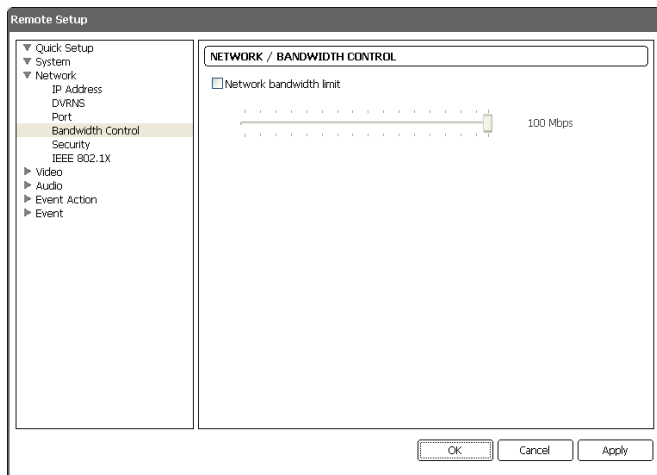 Remote Setup
Quick Setup
System
Network
IP Address
DVRNS
Port
Bandwidth Control
Security
IEEE 802.1X
Video
Audio
Event Action
Event
NETWORK / BANDWIDTH CONTROL
Network bandwidth limit
100 Mbps
OK
Cancel
Apply